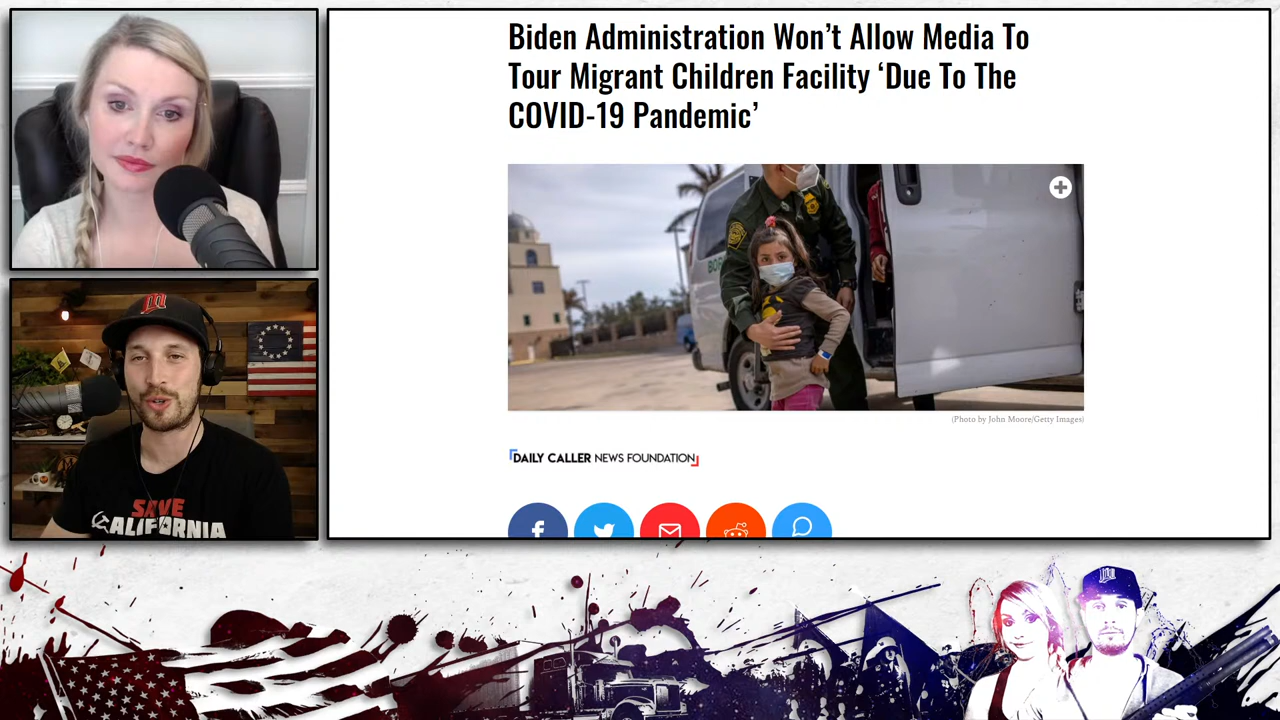 Biden Administration Won’t Allow Media To
Tour Migrant Children Facility ‘Due To The
COVID-19 Pandemic’
(Photo by John Moore/Getty Images)
DAILY CALLER NEWS FOUNDATION
SAVE
CALIFORNIA